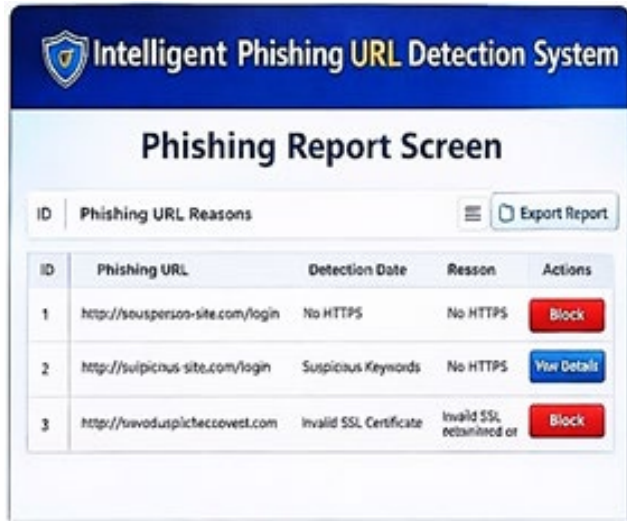 Intelligent Phishing URL Detection System
Phishing Report Screen
ID Phishing URL Reasons Export Report
ID Phishing URL Detection Date Resson Actions
1 http://sousperson-site.com/login No HTTPS No HTTPS Block
2 http://suipicnus-site.com/login Suspicious Keywords No HTTPS View Details
3 Invalid SSL Certificate Invalid SSL Block